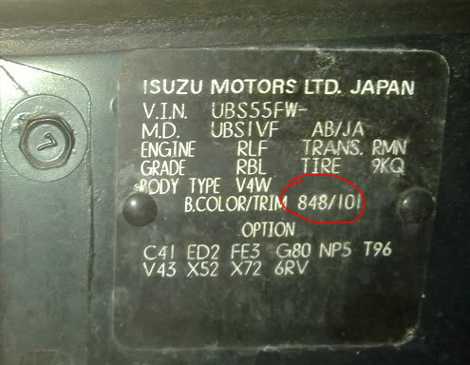 ISUZU MOTORS LTD. JAPAN
V.I.N. UBS55FW-
M.D. UBS1VF AB/JA
ENGINE RLF TRANS. RMN
GRADE RBL TIRE 9KQ
BODY TYPE V4W
B.COLOR/TRIM 848/101
OPTION
C41 ED2 FE3 G80 NP5 T96
V43 X52 X72 6RV
7